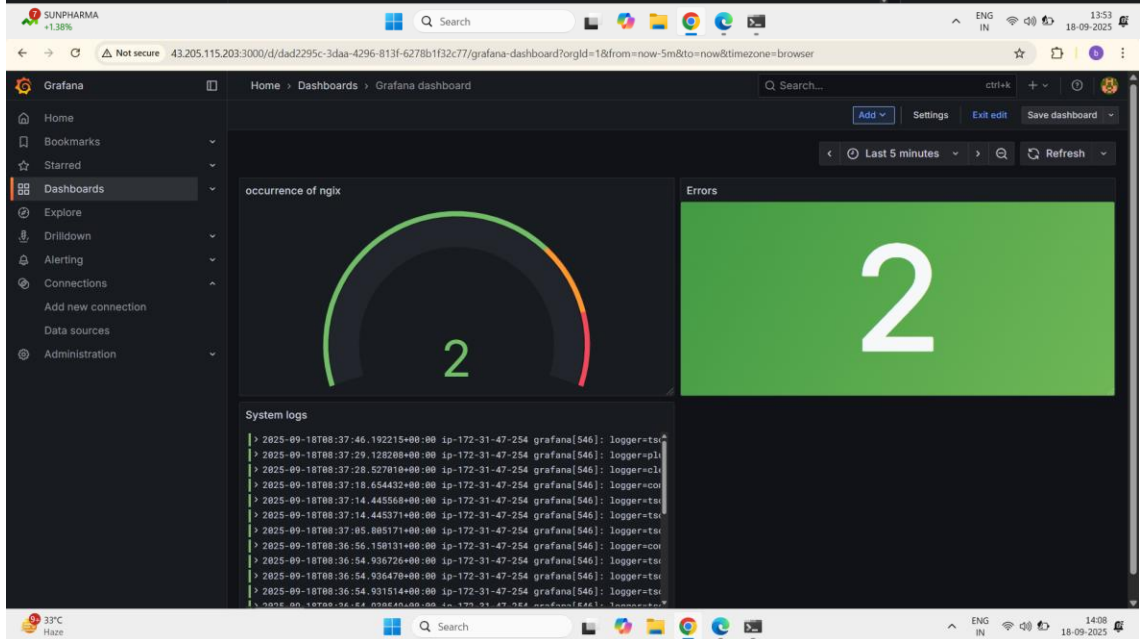 7
SUNPHARMA
+1.38%
Search
ENG
IN
13:53
18-09-2025
Not secure 43.205.115.203:3000/d/dad2295c-3daa-4296-813f-6278b1f32c77/grafana-dashboard?orgId=1&from=now-5m&to=now&timezone=browser
b
Grafana
Home › Dashboards › Grafana dashboard
Search...
ctrl+k
Home
Bookmarks
Starred
Dashboards
Explore
Drilldown
Alerting
Connections
Add new connection
Data sources
Administration
Add
Settings
Exit edit
Save dashboard
Last 5 minutes
Refresh
occurrence of ngix
2
Errors
2
System logs
> 2025-09-18T08:37:46.192215+00:00 ip-172-31-47-254 grafana[546]: logger=tsd
> 2025-09-18T08:37:29.128208+00:00 ip-172-31-47-254 grafana[546]: logger=plu
> 2025-09-18T08:37:28.527010+00:00 ip-172-31-47-254 grafana[546]: logger=cle
> 2025-09-18T08:37:18.654432+00:00 ip-172-31-47-254 grafana[546]: logger=con
> 2025-09-18T08:37:14.445568+00:00 ip-172-31-47-254 grafana[546]: logger=tsd
> 2025-09-18T08:37:14.445371+00:00 ip-172-31-47-254 grafana[546]: logger=tsd
> 2025-09-18T08:37:05.805171+00:00 ip-172-31-47-254 grafana[546]: logger=tsd
> 2025-09-18T08:36:56.150131+00:00 ip-172-31-47-254 grafana[546]: logger=con
> 2025-09-18T08:36:54.936726+00:00 ip-172-31-47-254 grafana[546]: logger=tsd
> 2025-09-18T08:36:54.936470+00:00 ip-172-31-47-254 grafana[546]: logger=tsd
> 2025-09-18T08:36:54.931514+00:00 ip-172-31-47-254 grafana[546]: logger=tsd
33°C
Haze
Search
ENG
IN
14:08
18-09-2025